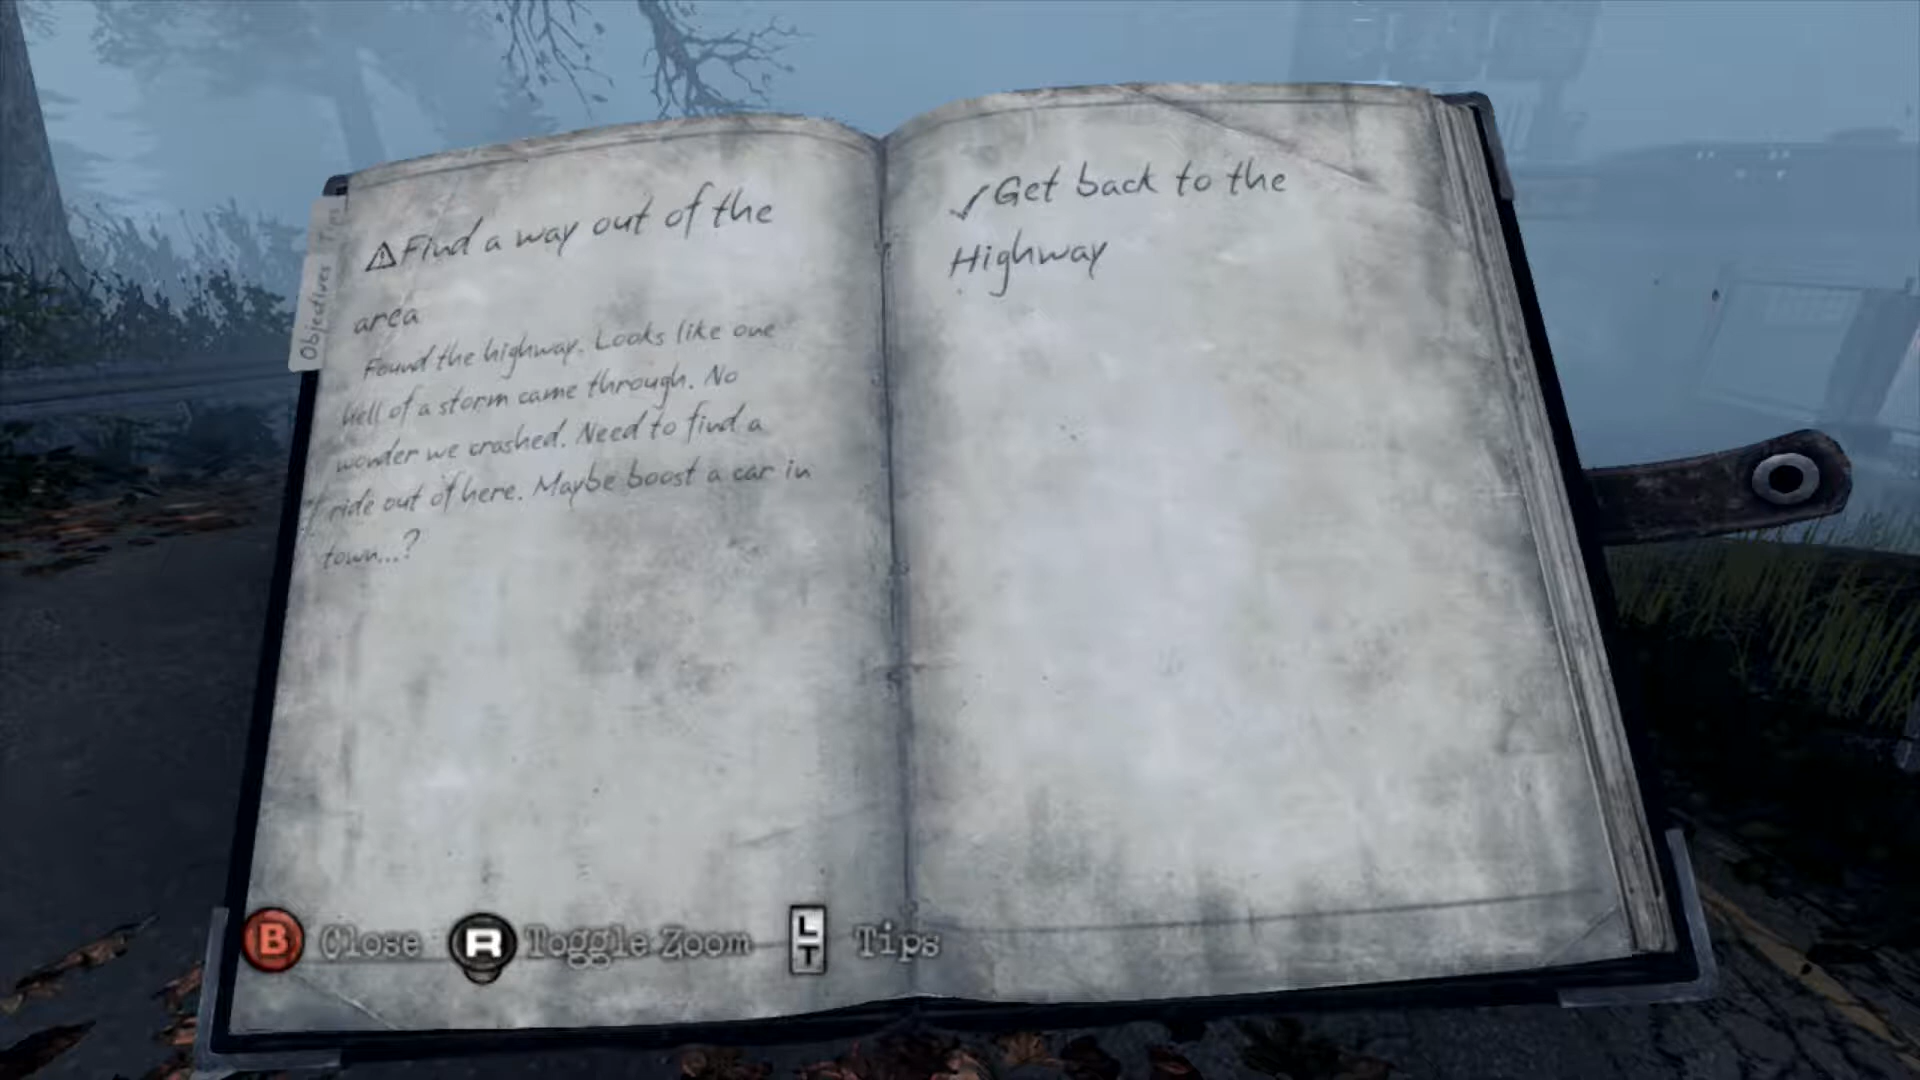 ⚠Find a way out of the
area
Found the highway. Looks like one
hell of a storm came through. No
wonder we crashed. Need to find a
ride out of here. Maybe boost a car in
town...?
✓Get back to the
Highway
Objectives
Tips
B Close R Toggle Zoom LT Tips